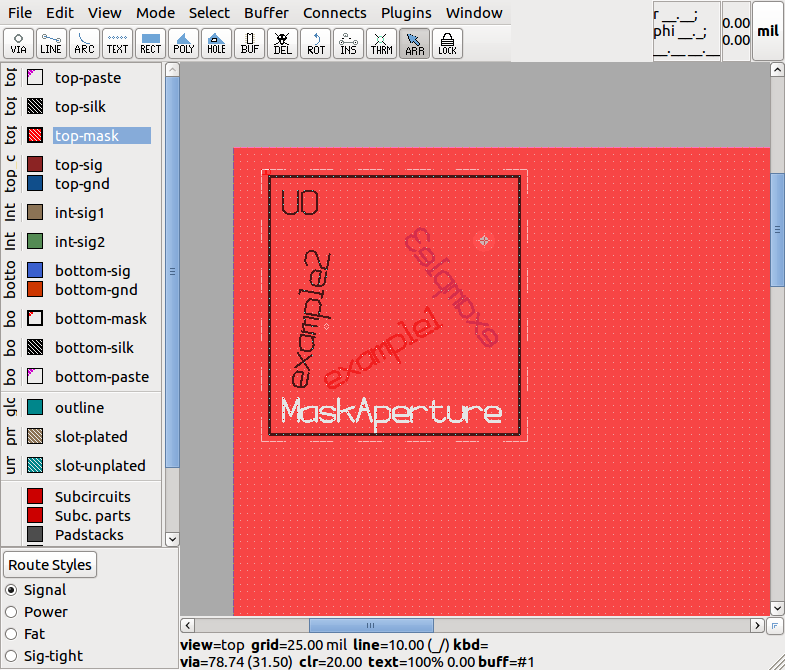 File Edit View Mode Select Buffer Connects Plugins Window
r __.__;
phi __._;
__.__ __.__
0.00
0.00
mil
VIA LINE ARC TEXT RECT POLY HOLE BUF DEL ROT INS THRM ARR LOCK
top top-paste
top top-silk
top top-mask
top c top-sig
top-gnd
Int int-sig1
Int int-sig2
botto bottom-sig
bottom-gnd
bo bottom-mask
bo bottom-silk
bo bottom-paste
glo outline
pm slot-plated
um slot-unplated
Subcircuits
Subc. parts
Padstacks
Route Styles
Signal
Power
Fat
Sig-tight
U0
example3
example2
example1
MaskAperture
view=top grid=25.00 mil line=10.00 (_/) kbd=
via=78.74 (31.50) clr=20.00 text=100% 0.00 buff=#1